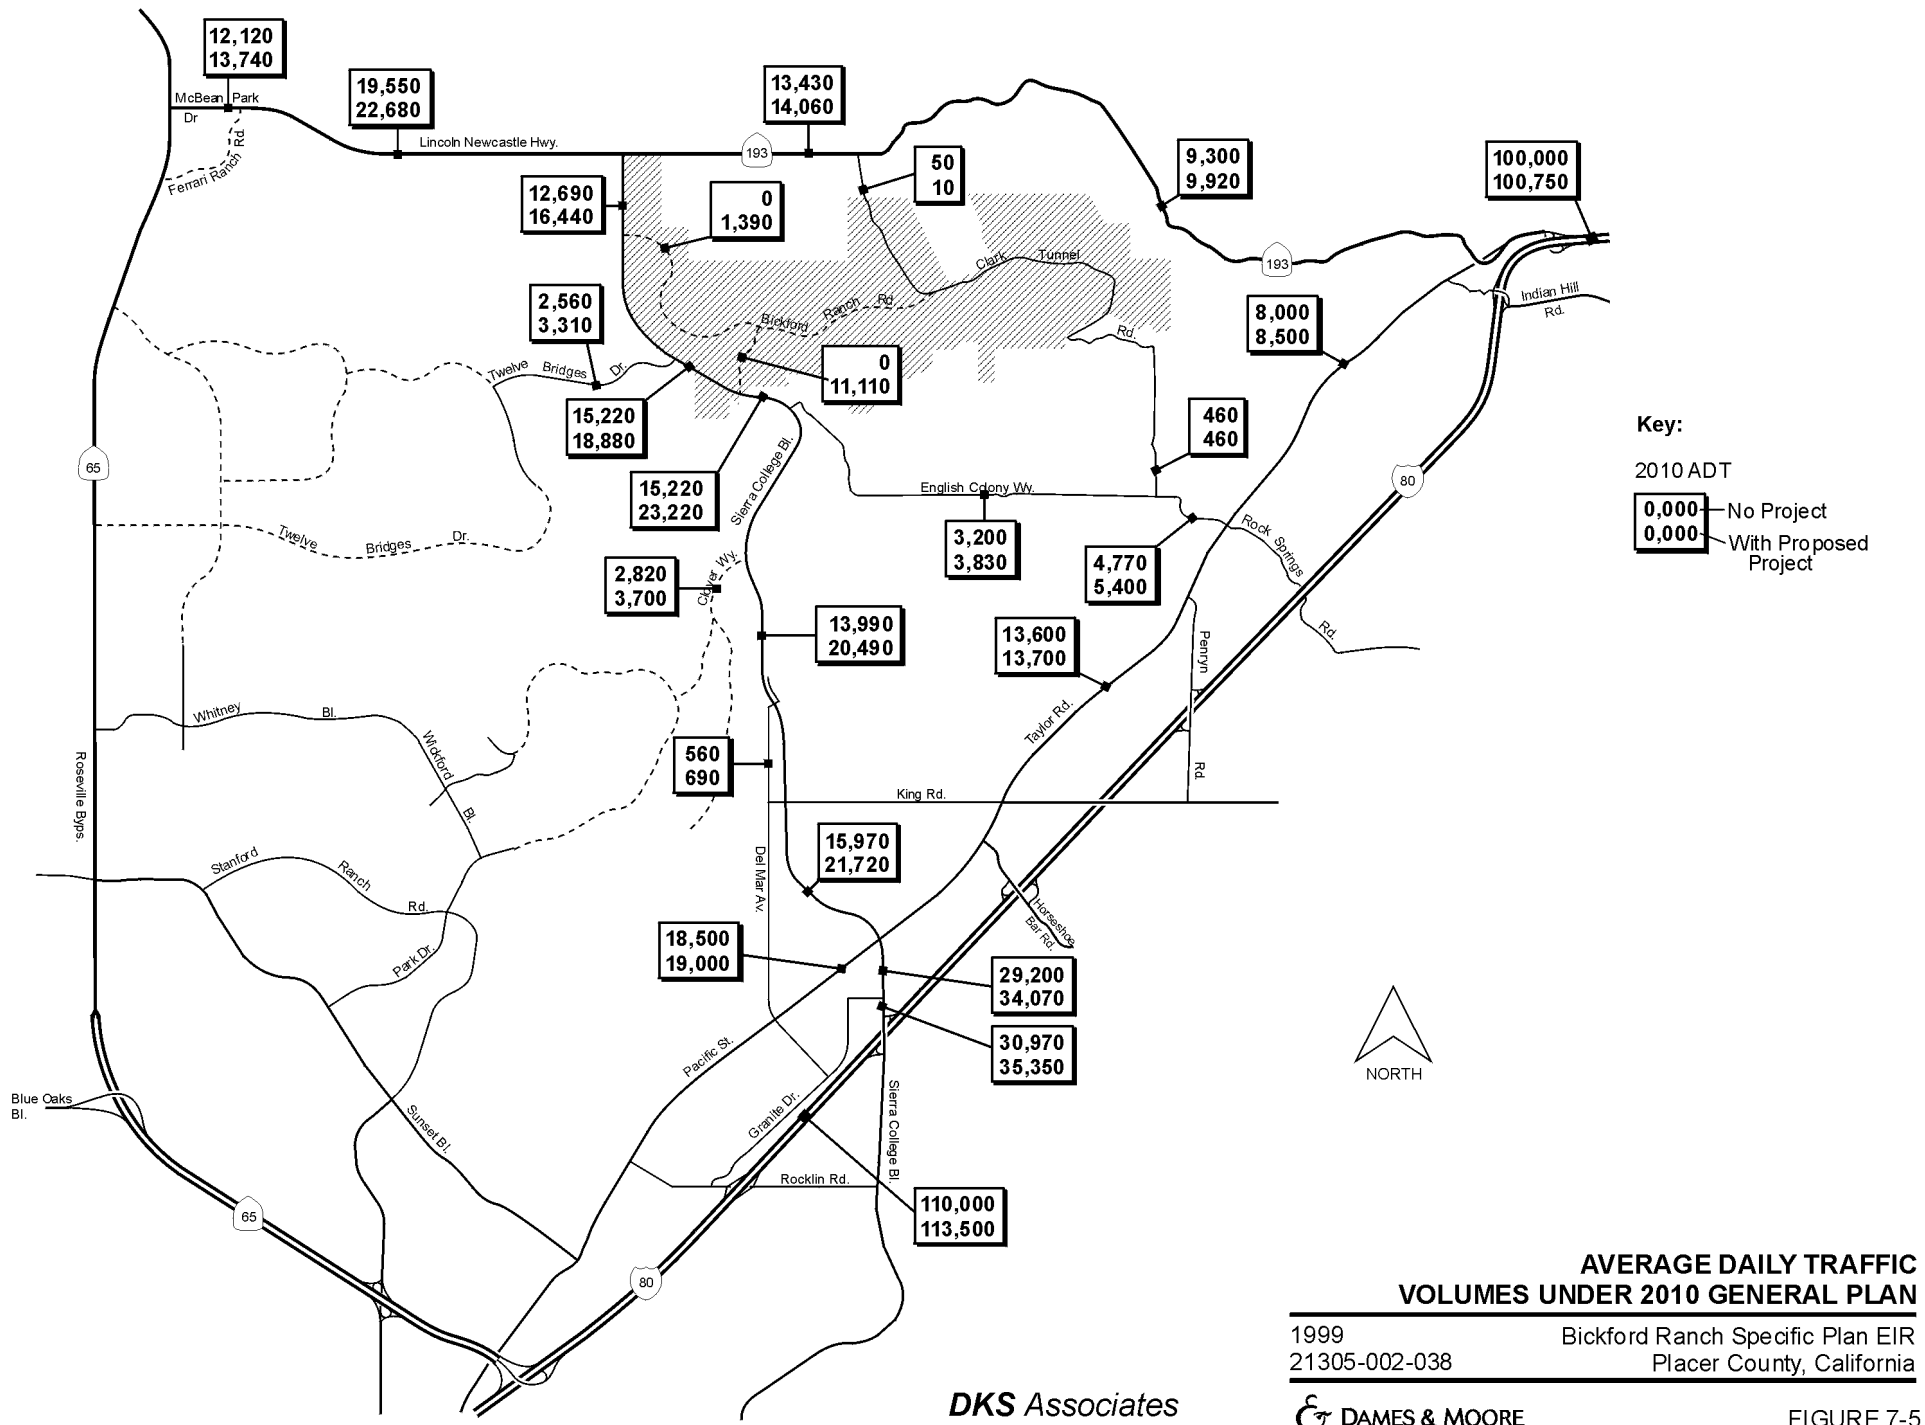 12,120
13,740
McBean Park
Dr
Ferrari Ranch Rd.
19,550
22,680
Lincoln Newcastle Hwy.
193
13,430
14,060
50
10
9,300
9,920
100,000
100,750
12,690
16,440
0
1,390
193
Clark Tunnel
Rd.
Bickford Ranch Rd.
Indian Hill
Rd.
2,560
3,310
8,000
8,500
Twelve Bridges Dr.
0
11,110
15,220
18,880
460
460
65
15,220
23,220
Sierra College Bl.
English Colony Wy.
80
Key:
2010 ADT
0,000 No Project
0,000 With Proposed
Project
Twelve Bridges Dr.
3,200
3,830
4,770
5,400
Rock Springs
Rd.
2,820
3,700
Clover Wy.
13,990
20,490
13,600
13,700
Penryn
Rd.
Whitney Bl.
Wickford Bl.
Taylor Rd.
560
690
Roseville Byps.
King Rd.
Stanford Ranch Rd.
15,970
21,720
Del Mar Av.
Horseshoe
Bar Rd.
Park Dr.
18,500
19,000
29,200
34,070
30,970
35,350
NORTH
Pacific St.
Blue Oaks
Bl.
Sunset Bl.
Granite Dr.
Sierra College Bl.
Rocklin Rd.
110,000
113,500
65
80
AVERAGE DAILY TRAFFIC
VOLUMES UNDER 2010 GENERAL PLAN
1999 Bickford Ranch Specific Plan EIR
21305-002-038 Placer County, California
DKS Associates
DAMES & MOORE FIGURE 7-5